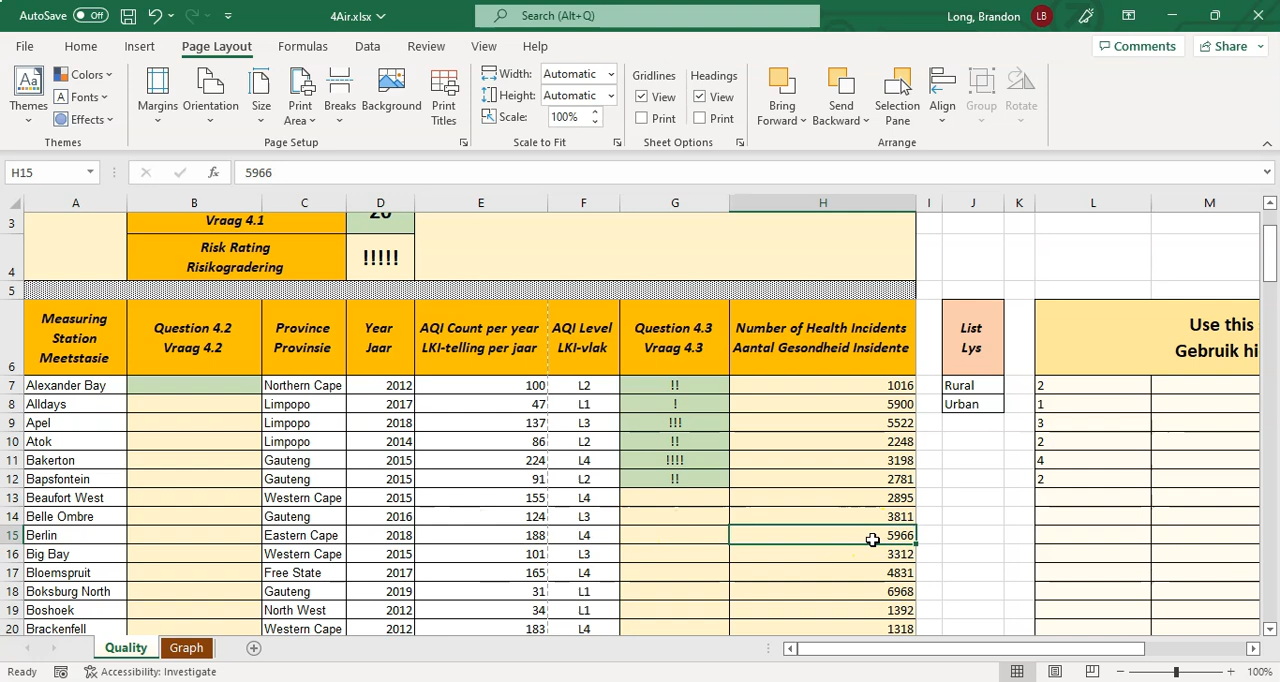 AutoSave Off 4Air.xlsx Search (Alt+Q) Long, Brandon LB
File Home Insert Page Layout Formulas Data Review View Help Comments Share
Themes Colors Fonts Effects Margins Orientation Size Print Area Breaks Background Print Titles Width: Automatic Height: Automatic Scale: 100% Gridlines View Print Headings View Print Bring Forward Send Backward Selection Pane Align Group Rotate
Themes Page Setup Scale to Fit Sheet Options Arrange
H15 fx 5966
A B C D E F G H I J K L M
3 Vraag 4.1 20
4 Risk Rating Risikogradering !!!!!
5
6 Measuring Station Meetstasie Question 4.2 Vraag 4.2 Province Provinsie Year Jaar AQI Count per year LKI-telling per jaar AQI Level LKI-vlak Question 4.3 Vraag 4.3 Number of Health Incidents Aantal Gesondheid Insidente List Lys Use this Gebruik hi
7 Alexander Bay Northern Cape 2012 100 L2 !! 1016 Rural 2
8 Alldays Limpopo 2017 47 L1 ! 5900 Urban 1
9 Apel Limpopo 2018 137 L3 !!! 5522 3
10 Atok Limpopo 2014 86 L2 !! 2248 2
11 Bakerton Gauteng 2015 224 L4 !!!! 3198 4
12 Bapsfontein Gauteng 2015 91 L2 !! 2781 2
13 Beaufort West Western Cape 2015 155 L4 2895
14 Belle Ombre Gauteng 2016 124 L3 3811
15 Berlin Eastern Cape 2018 188 L4 5966
16 Big Bay Western Cape 2015 101 L3 3312
17 Bloemspruit Free State 2017 165 L4 4831
18 Boksburg North Gauteng 2019 31 L1 6968
19 Boshoek North West 2012 34 L1 1392
20 Brackenfell Western Cape 2012 183 L4 1318
Quality Graph
Ready Accessibility: Investigate 100%